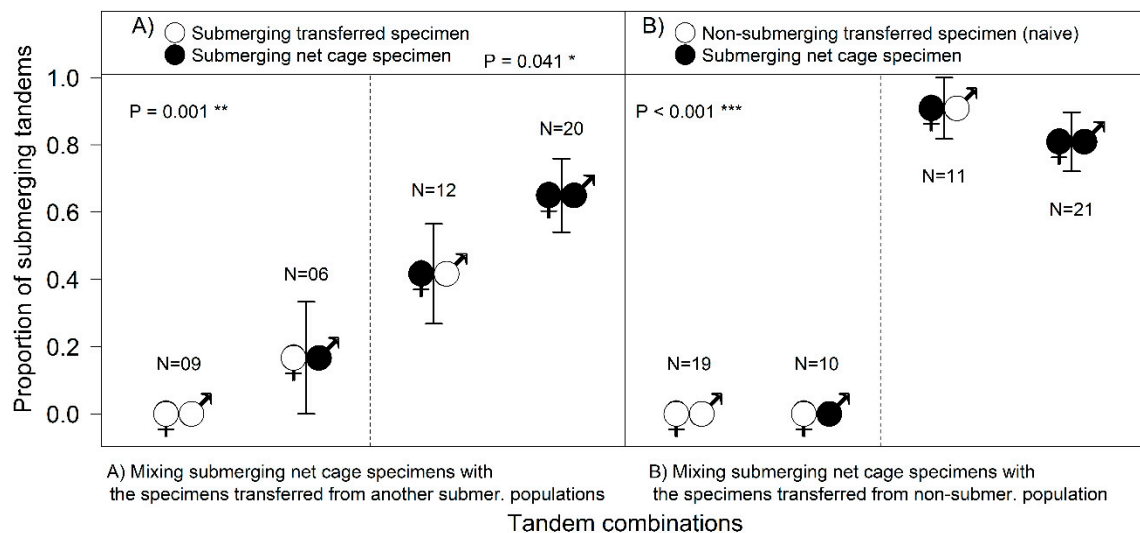 A)
Submerging transferred specimen
Submerging net cage specimen
P = 0.041 *
B)
Non-submerging transferred specimen (naive)
Submerging net cage specimen
Proportion of submerging tandems
1.0
0.8
0.6
0.4
0.2
0.0
P = 0.001 **
N=09
N=06
N=12
N=20
P < 0.001 ***
N=19
N=10
N=11
N=21
A) Mixing submerging net cage specimens with
the specimens transferred from another submer. populations
B) Mixing submerging net cage specimens with
the specimens transferred from non-submer. population
Tandem combinations